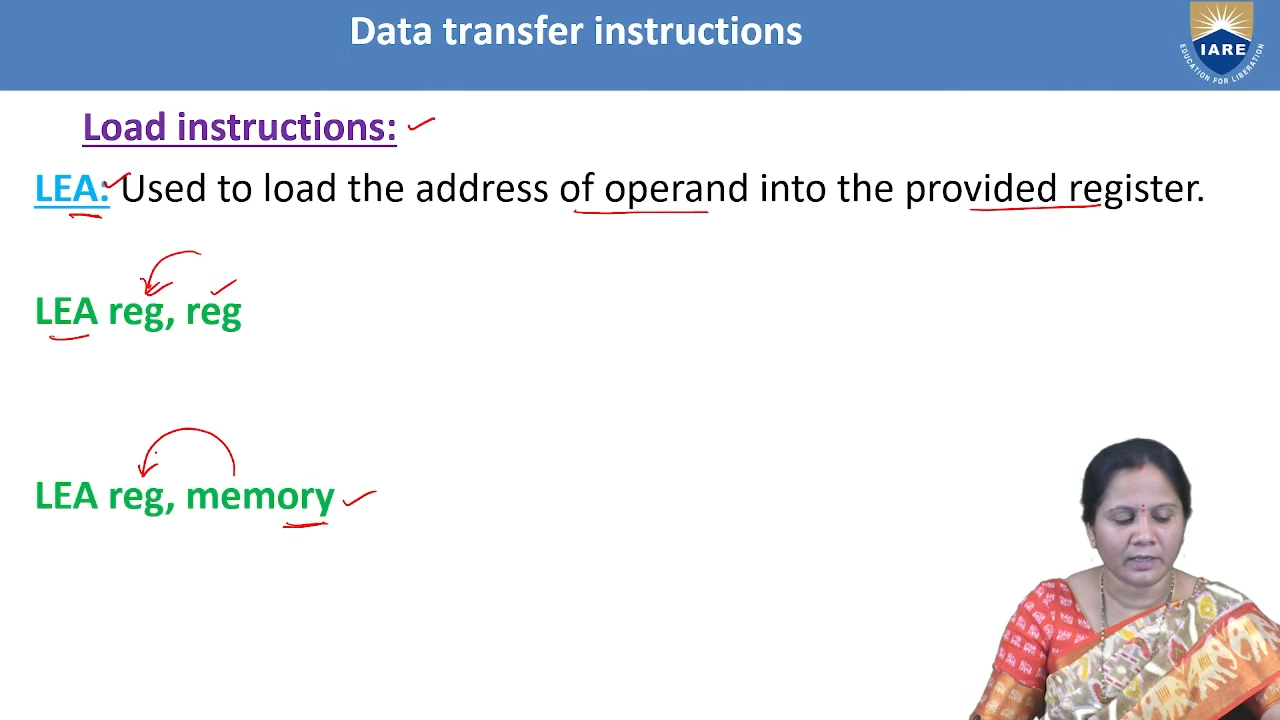 Data transfer instructions
IARE
EDUCATION FOR LIBERATION
Load instructions:
LEA: Used to load the address of operand into the provided register.
LEA reg, reg
LEA reg, memory